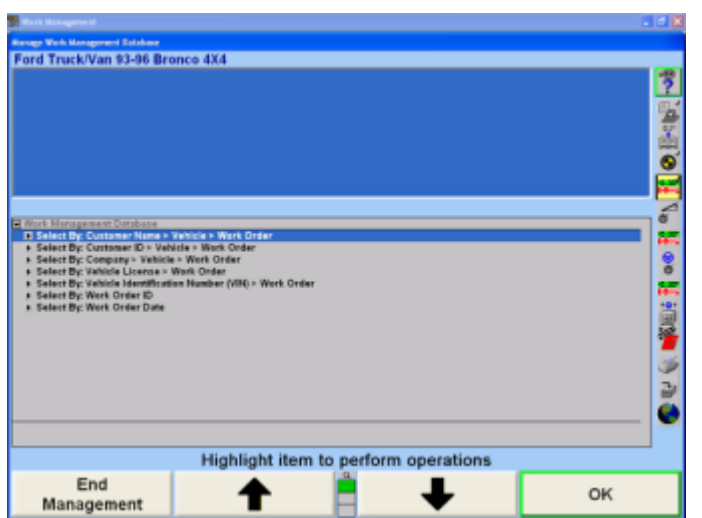 Work Management
Manage Work Management Database
Ford Truck/Van 93-96 Bronco 4X4
Work Management Database
Select By: Customer Name > Vehicle > Work Order
Select By: Customer ID > Vehicle > Work Order
Select By: Company > Vehicle > Work Order
Select By: Vehicle License > Work Order
Select By: Vehicle Identification Number (VIN) > Work Order
Select By: Work Order ID
Select By: Work Order Date
Highlight item to perform operations
End
Management
OK